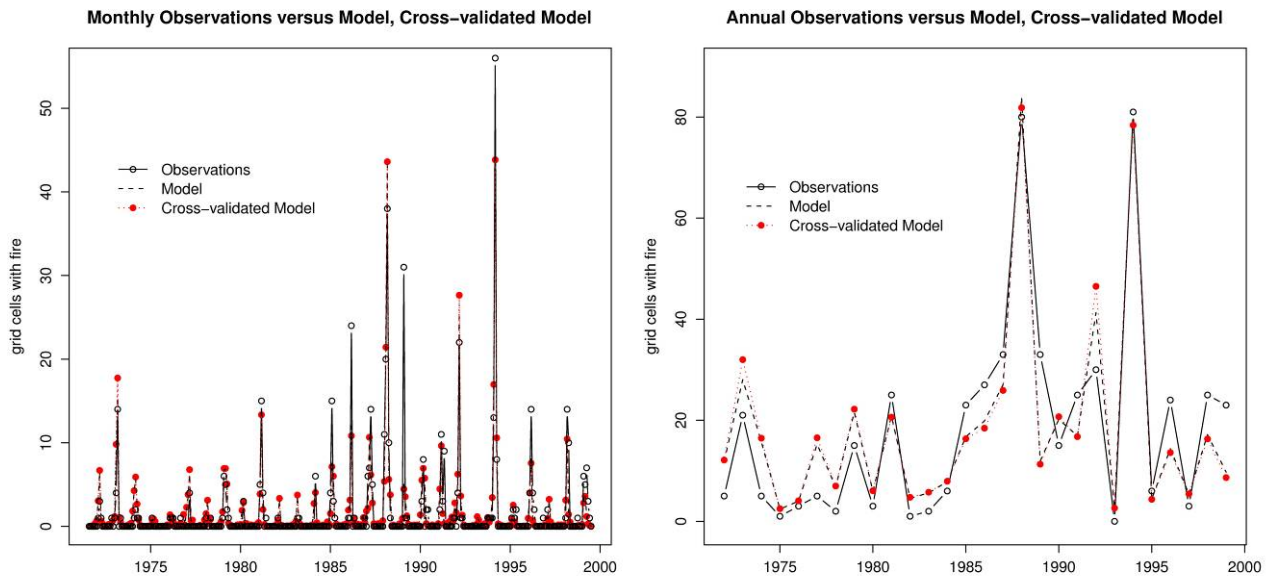 Monthly Observations versus Model, Cross−validated Model
grid cells with fire
50
40
30
20
10
0
Observations
Model
Cross−validated Model
1975 1980 1985 1990 1995 2000
Annual Observations versus Model, Cross−validated Model
grid cells with fire
80
60
40
20
0
Observations
Model
Cross−validated Model
1975 1980 1985 1990 1995 2000